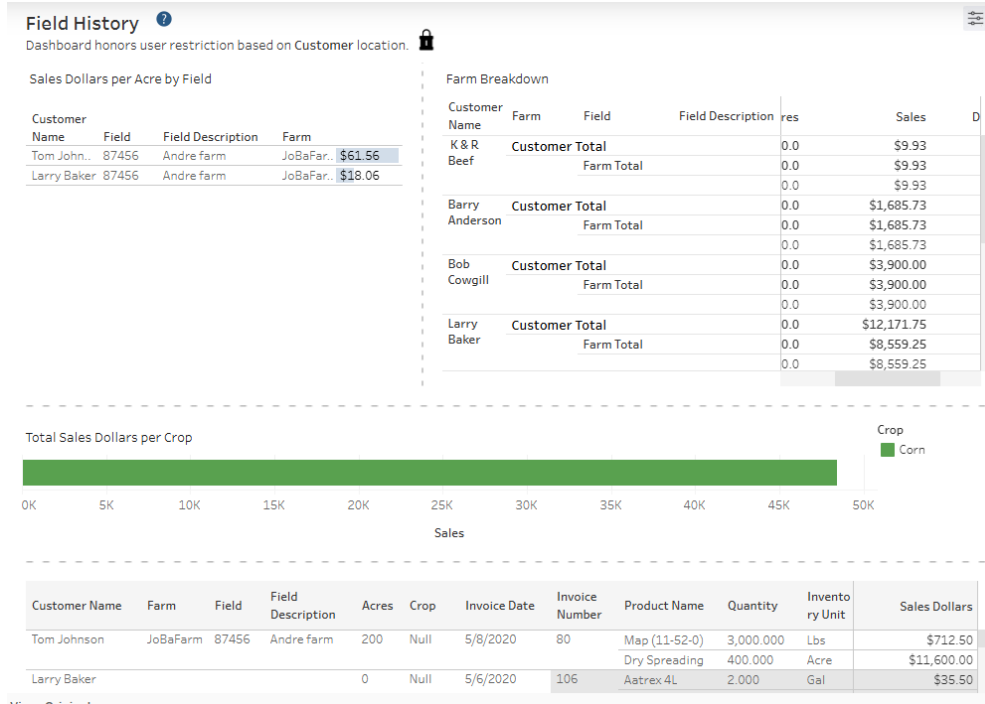 Field History ?
Dashboard honors user restriction based on Customer location.
Sales Dollars per Acre by Field
Customer
Name Field Field Description Farm
Tom John.. 87456 Andre farm JoBaFar.. $61.56
Larry Baker 87456 Andre farm JoBaFar.. $18.06
Farm Breakdown
Customer
Name Farm Field Field Description res Sales D
K & R
Beef Customer Total 0.0 $9.93
Farm Total 0.0 $9.93
0.0 $9.93
Barry
Anderson Customer Total 0.0 $1,685.73
Farm Total 0.0 $1,685.73
0.0 $1,685.73
Bob
Cowgill Customer Total 0.0 $3,900.00
Farm Total 0.0 $3,900.00
0.0 $3,900.00
Larry
Baker Customer Total 0.0 $12,171.75
Farm Total 0.0 $8,559.25
0.0 $8,559.25
Total Sales Dollars per Crop
Crop
Corn
0K 5K 10K 15K 20K 25K 30K 35K 40K 45K 50K
Sales
Customer Name Farm Field Field
Description Acres Crop Invoice Date Invoice
Number Product Name Quantity Invento
ry Unit Sales Dollars
Tom Johnson JoBaFarm 87456 Andre farm 200 Null 5/8/2020 80 Map (11-52-0) 3,000.000 Lbs $712.50
Dry Spreading 400.000 Acre $11,600.00
Larry Baker 0 Null 5/6/2020 106 Aatrex 4L 2.000 Gal $35.50